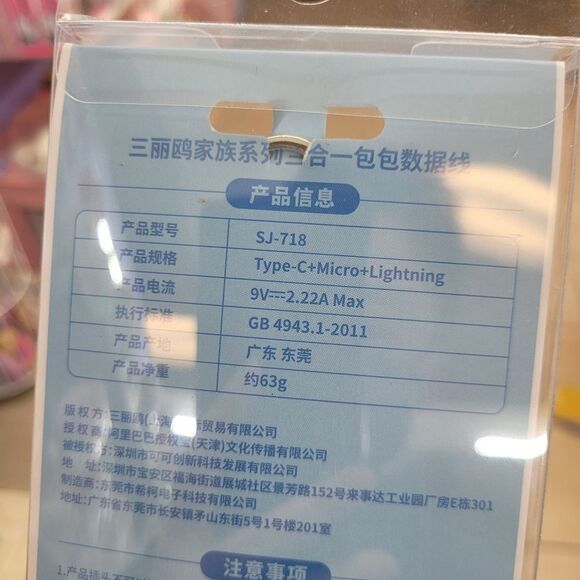 三丽鸥家族系列三合一包包数据线
产品信息
产品型号 SJ-718
产品规格 Type-C+Micro+Lightning
产品电流 9V⎓2.22A Max
执行标准 GB 4943.1-2011
产品产地 广东 东莞
产品净重 约63g
版权方:三丽鸥(上海)国际贸易有限公司
授权商:阿里巴巴授权宝(天津)文化传播有限公司
被授权方:深圳市可可创新科技发展有限公司
地 址:深圳市宝安区福海街道展城社区景芳路152号来事达工业园厂房E栋301
制造商:东莞市希柯电子科技有限公司
地址:广东省东莞市长安镇矛山东街5号1号楼201室
注意事项
1.产品插头不可